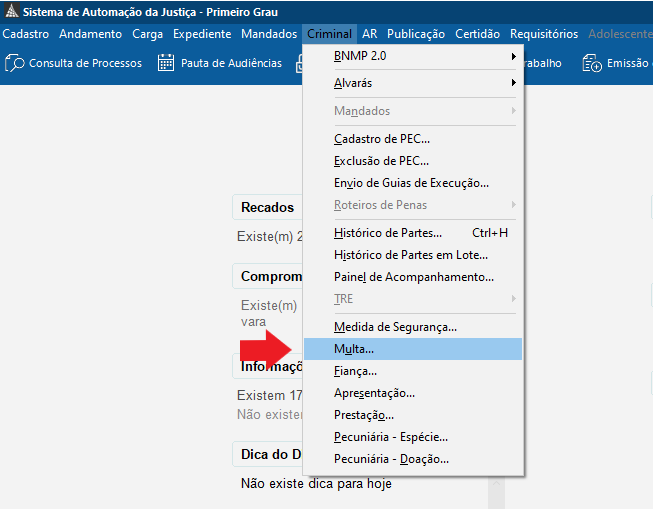 Sistema de Automação da Justiça - Primeiro Grau
Cadastro Andamento Carga Expediente Mandados Criminal AR Publicação Certidão Requisitórios Adolescente
Consulta de Processos Pauta de Audiências
Emissão
BNMP 2.0
Alvarás
Mandados
Cadastro de PEC...
Exclusão de PEC...
Envio de Guias de Execução...
Roteiros de Penas
Histórico de Partes... Ctrl+H
Histórico de Partes em Lote...
Painel de Acompanhamento...
TRE
Medida de Segurança...
Multa...
Fiança...
Apresentação...
Prestação...
Pecuniária - Espécie...
Pecuniária - Doação...
Recados
Existe(m) 2
Existe(m)
vara
Existem 17
Não
Dica do D
Não existe dica para hoje